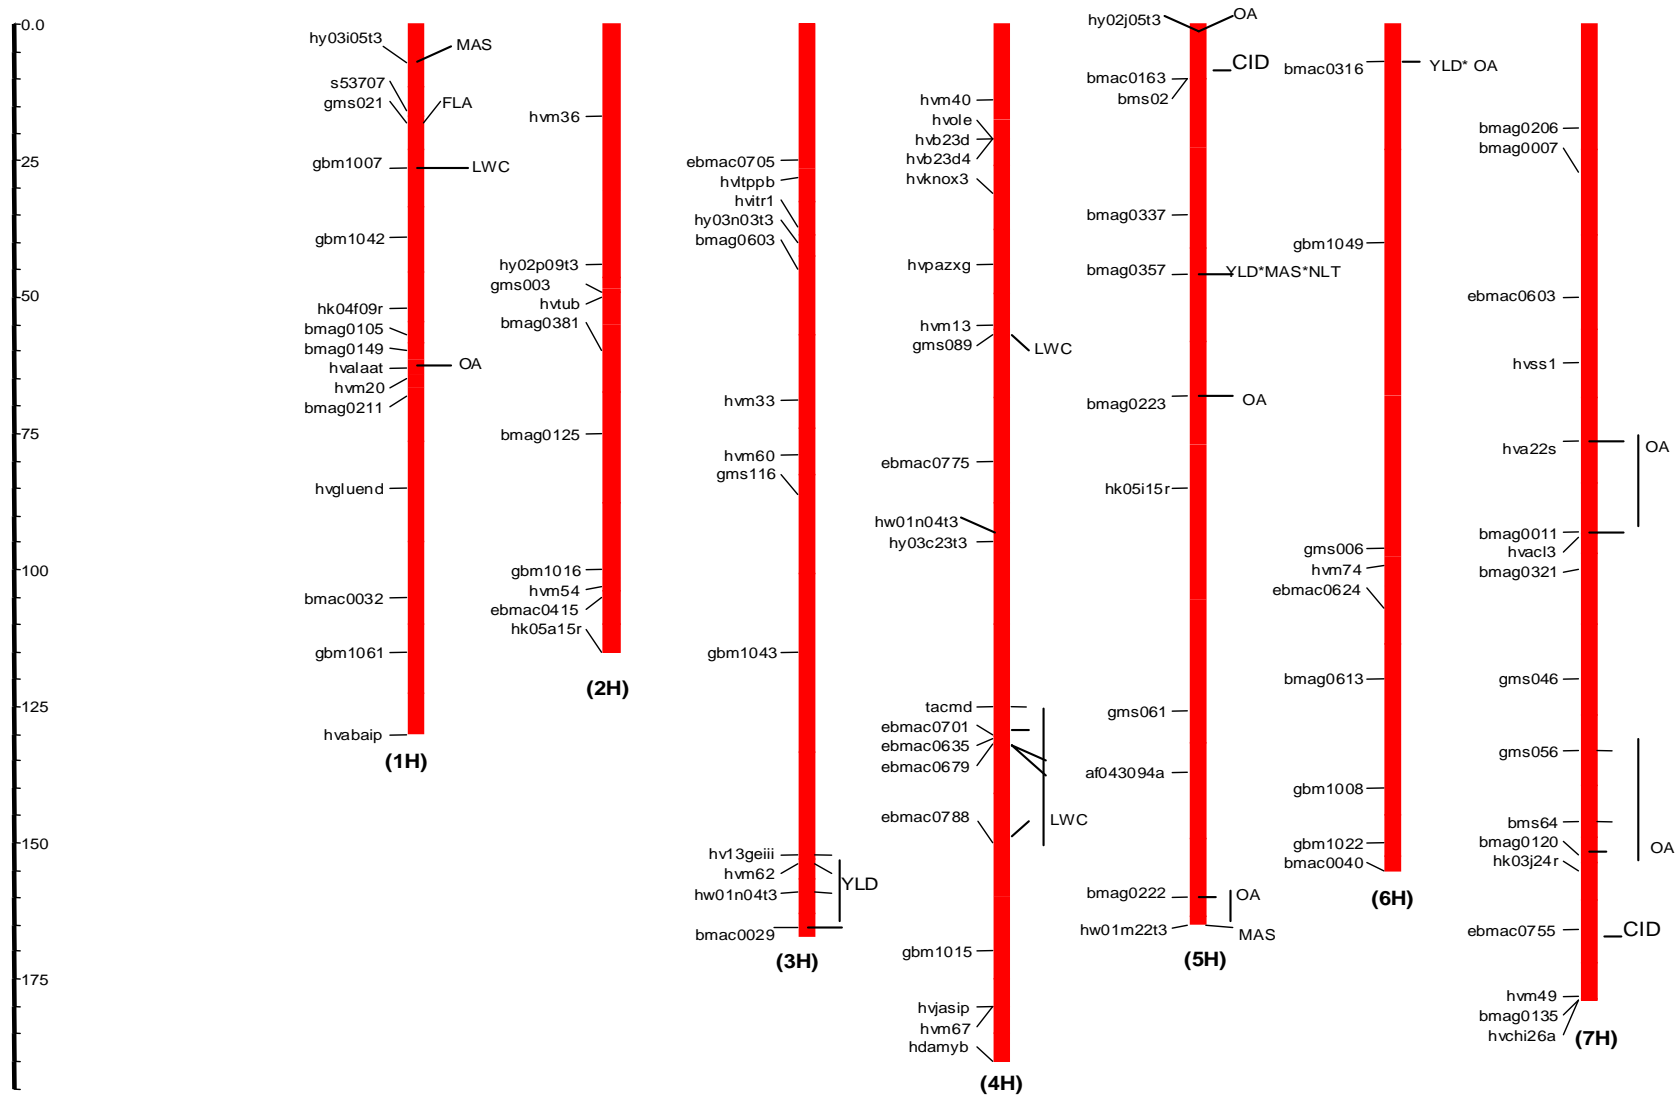 0.0
25
50
75
100
125
150
175
hy03i05t3
MAS
s53707
gms021
FLA
gbm1007
LWC
gbm1042
hk04f09r
bmag0105
bmag0149
hvalaat
OA
hvm20
bmag0211
hvgluend
bmac0032
gbm1061
hvabaip
(1H)
hvm36
hy02p09t3
gms003
hvtub
bmag0381
bmag0125
gbm1016
hvm54
ebmac0415
hk05a15r
(2H)
ebmac0705
hvltppb
hvitr1
hy03n03t3
bmag0603
hvm33
hvm60
gms116
gbm1043
hv13geiii
hvm62
YLD
hw01n04t3
bmac0029
(3H)
hvm40
hvole
hvb23d
hvb23d4
hvknox3
hvpazxg
hvm13
gms089
LWC
ebmac0775
hw01n04t3
hy03c23t3
tacmd
ebmac0701
ebmac0635
ebmac0679
ebmac0788
LWC
gbm1015
hvjasip
hvm67
hdamyb
(4H)
hy02j05t3
OA
CID
bmac0163
bms02
bmag0337
bmag0357
YLD*MAS*NLT
bmag0223
OA
hk05i15r
gms061
af043094a
bmag0222
OA
hw01m22t3
MAS
(5H)
bmac0316
YLD* OA
gbm1049
gms006
hvm74
ebmac0624
bmag0613
gbm1008
gbm1022
bmac0040
(6H)
bmag0206
bmag0007
ebmac0603
hvss1
hva22s
OA
bmag0011
hvacl3
bmag0321
gms046
gms056
bms64
bmag0120
OA
hk03j24r
ebmac0755
CID
hvm49
bmag0135
hvchi26a
(7H)